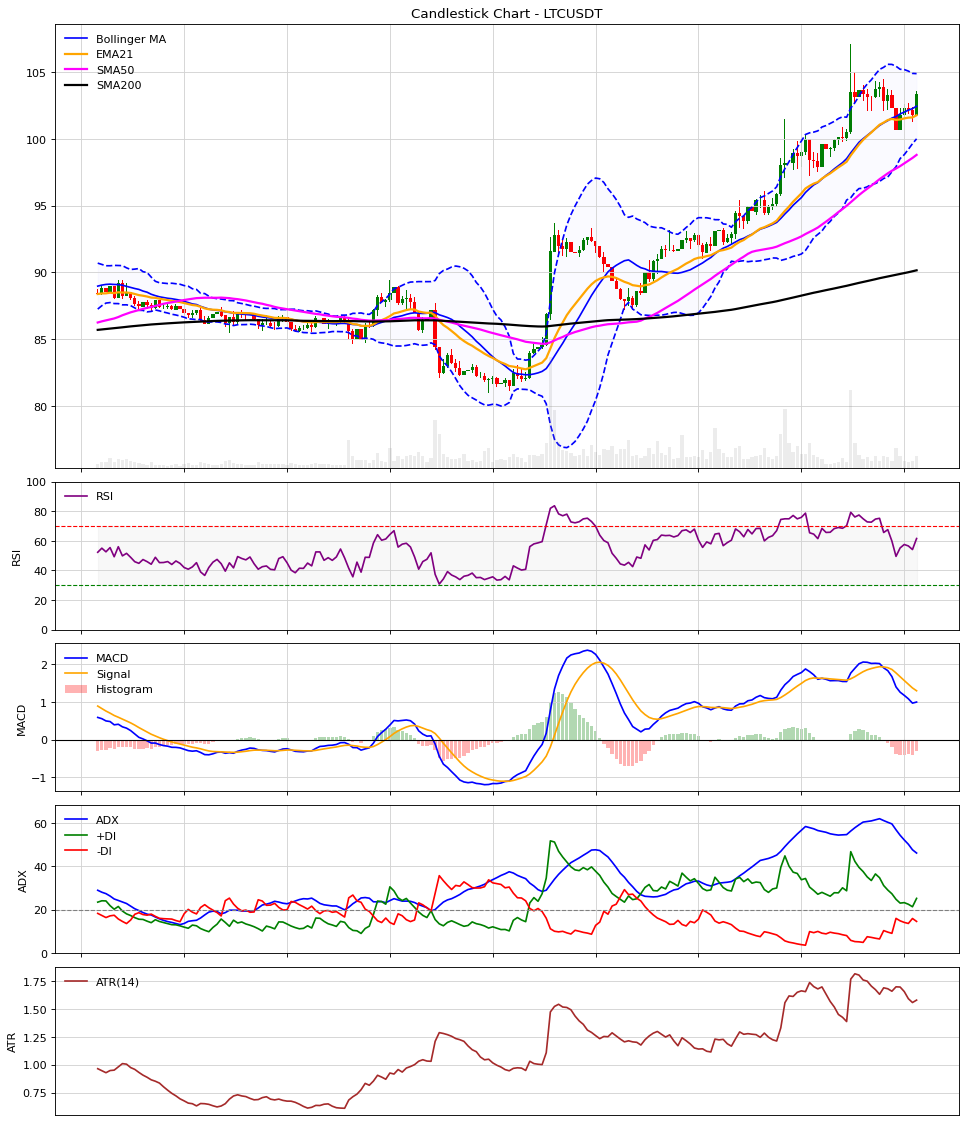 Candlestick Chart - LTCUSDT
Bollinger MA
EMA21
SMA50
SMA200
105
100
95
90
85
80
RSI
100
80
60
40
20
0
RSI
MACD
Signal
Histogram
2
1
0
−1
MACD
ADX
+DI
-DI
60
40
20
0
ADX
ATR(14)
1.75
1.50
1.25
1.00
0.75
ATR